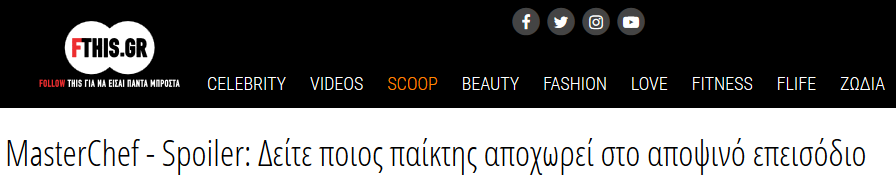 FTHIS.GR
FOLLOW THIS ΓΙΑ ΝΑ ΕΙΣΑΙ ΠΑΝΤΑ ΜΠΡΟΣΤΑ
CELEBRITY VIDEOS SCOOP BEAUTY FASHION LOVE FITNESS FLIFE ΖΩΔΙΑ
MasterChef - Spoiler: Δείτε ποιος παίκτης αποχωρεί στο αποψινό επεισόδιο